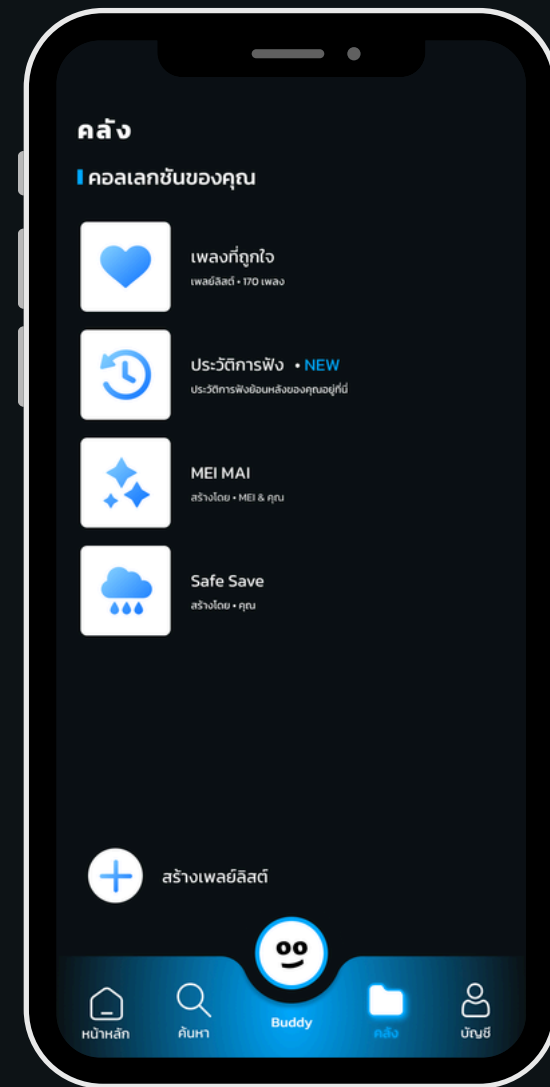 คลัง
คอลเลกชันของคุณ
เพลงที่ถูกใจ
เพลย์ลิสต์ • 170 เพลง
ประวัติการฟัง • NEW
ประวัติการฟังย้อนหลังของคุณอยู่ที่นี่
MEI MAI
สร้างโดย • MEI & คุณ
Safe Save
สร้างโดย • คุณ
สร้างเพลย์ลิสต์
หน้าหลัก
ค้นหา
Buddy
คลัง
บัญชี